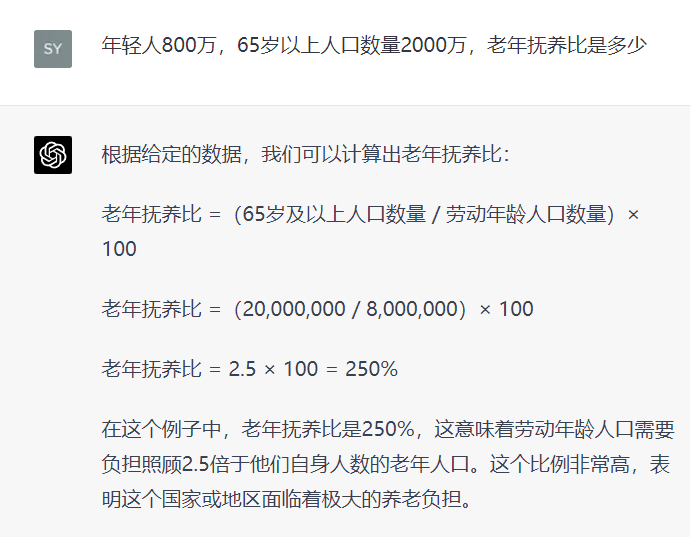 SY
年轻人800万，65岁以上人口数量2000万，老年抚养比是多少
根据给定的数据，我们可以计算出老年抚养比：
老年抚养比 =（65岁及以上人口数量 / 劳动年龄人口数量）×
100
老年抚养比 =（20,000,000 / 8,000,000）× 100
老年抚养比 = 2.5 × 100 = 250%
在这个例子中，老年抚养比是250%，这意味着劳动年龄人口需要
负担照顾2.5倍于他们自身人数的老年人口。这个比例非常高，表
明这个国家或地区面临着极大的养老负担。